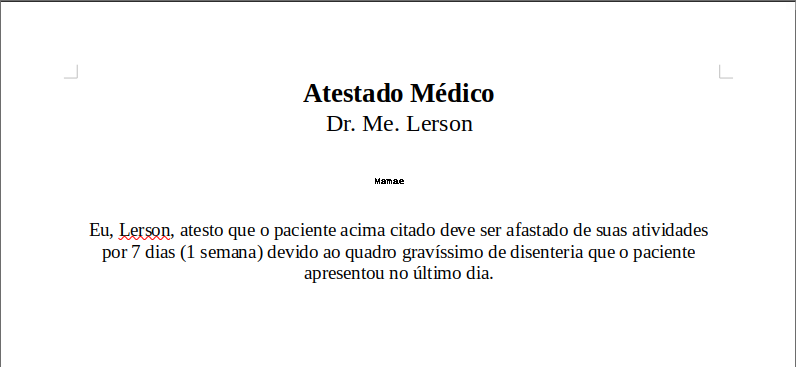 Atestado Médico
Dr. Me. Lerson
Mamae
Eu, Lerson, atesto que o paciente acima citado deve ser afastado de suas atividades
por 7 dias (1 semana) devido ao quadro gravíssimo de disenteria que o paciente
apresentou no último dia.